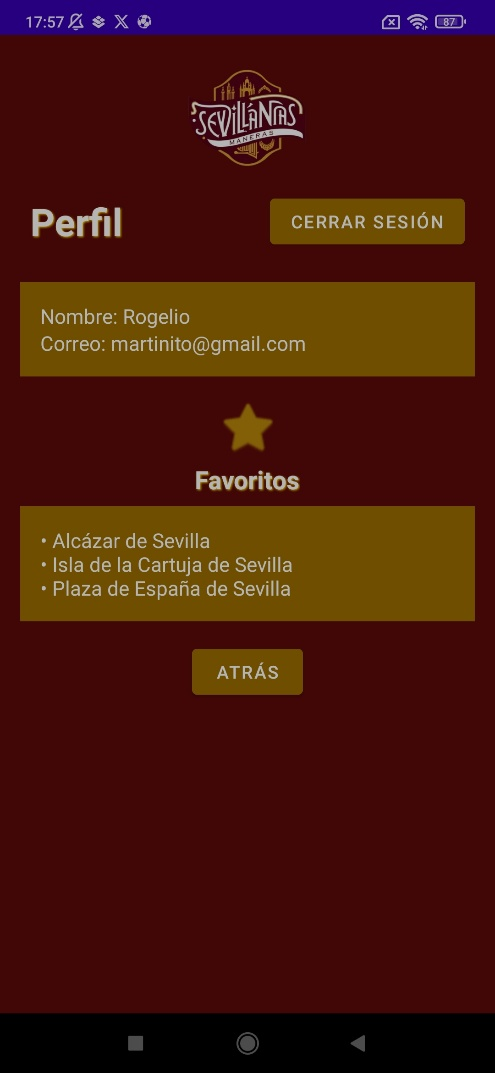 17:57
87
SEVILLANAS
MANERAS
Perfil
CERRAR SESIÓN
Nombre: Rogelio
Correo: martinito@gmail.com
Favoritos
• Alcázar de Sevilla
• Isla de la Cartuja de Sevilla
• Plaza de España de Sevilla
ATRÁS